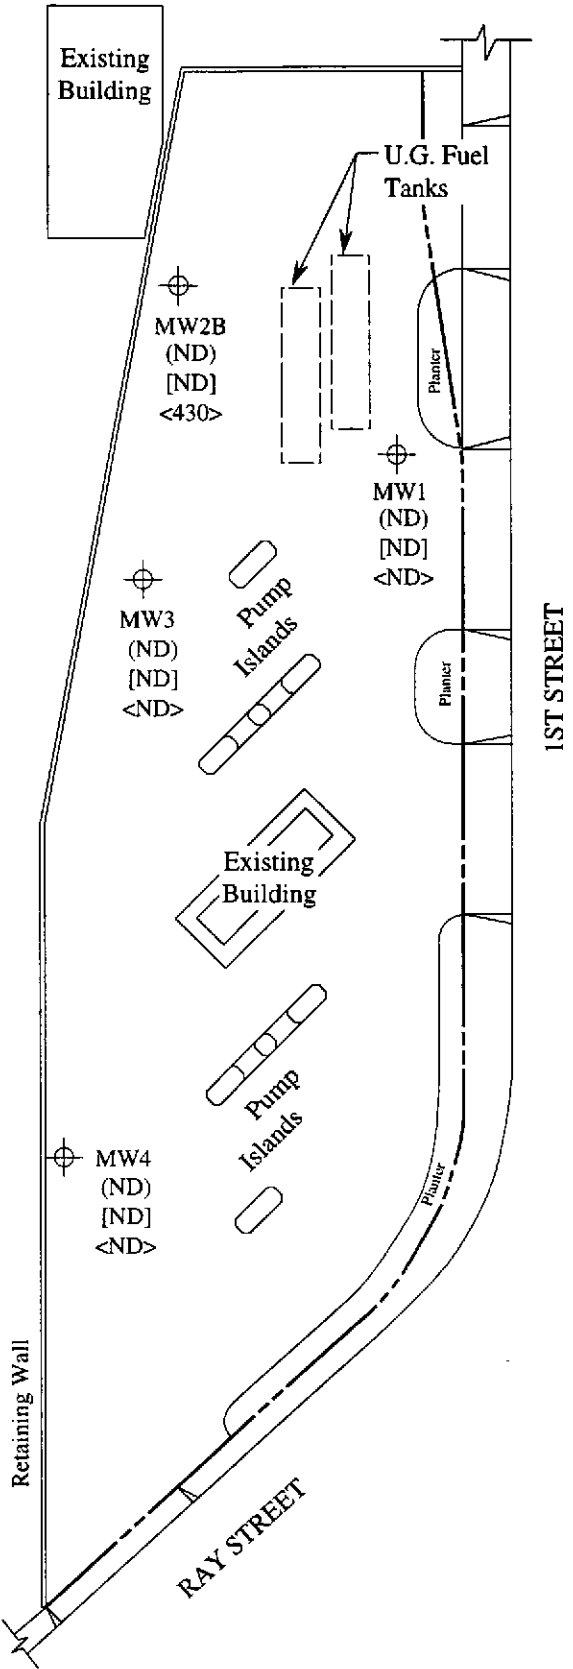 Existing
Building
U.G. Fuel
Tanks
MW2B
(ND)
[ND]
<430>
Planter
MW1
(ND)
[ND]
<ND>
MW3
(ND)
[ND]
<ND>
Pump
Islands
Planter
1ST STREET
Existing
Building
Pump
Islands
MW4
(ND)
[ND]
<ND>
Planter
Retaining Wall
RAY STREET